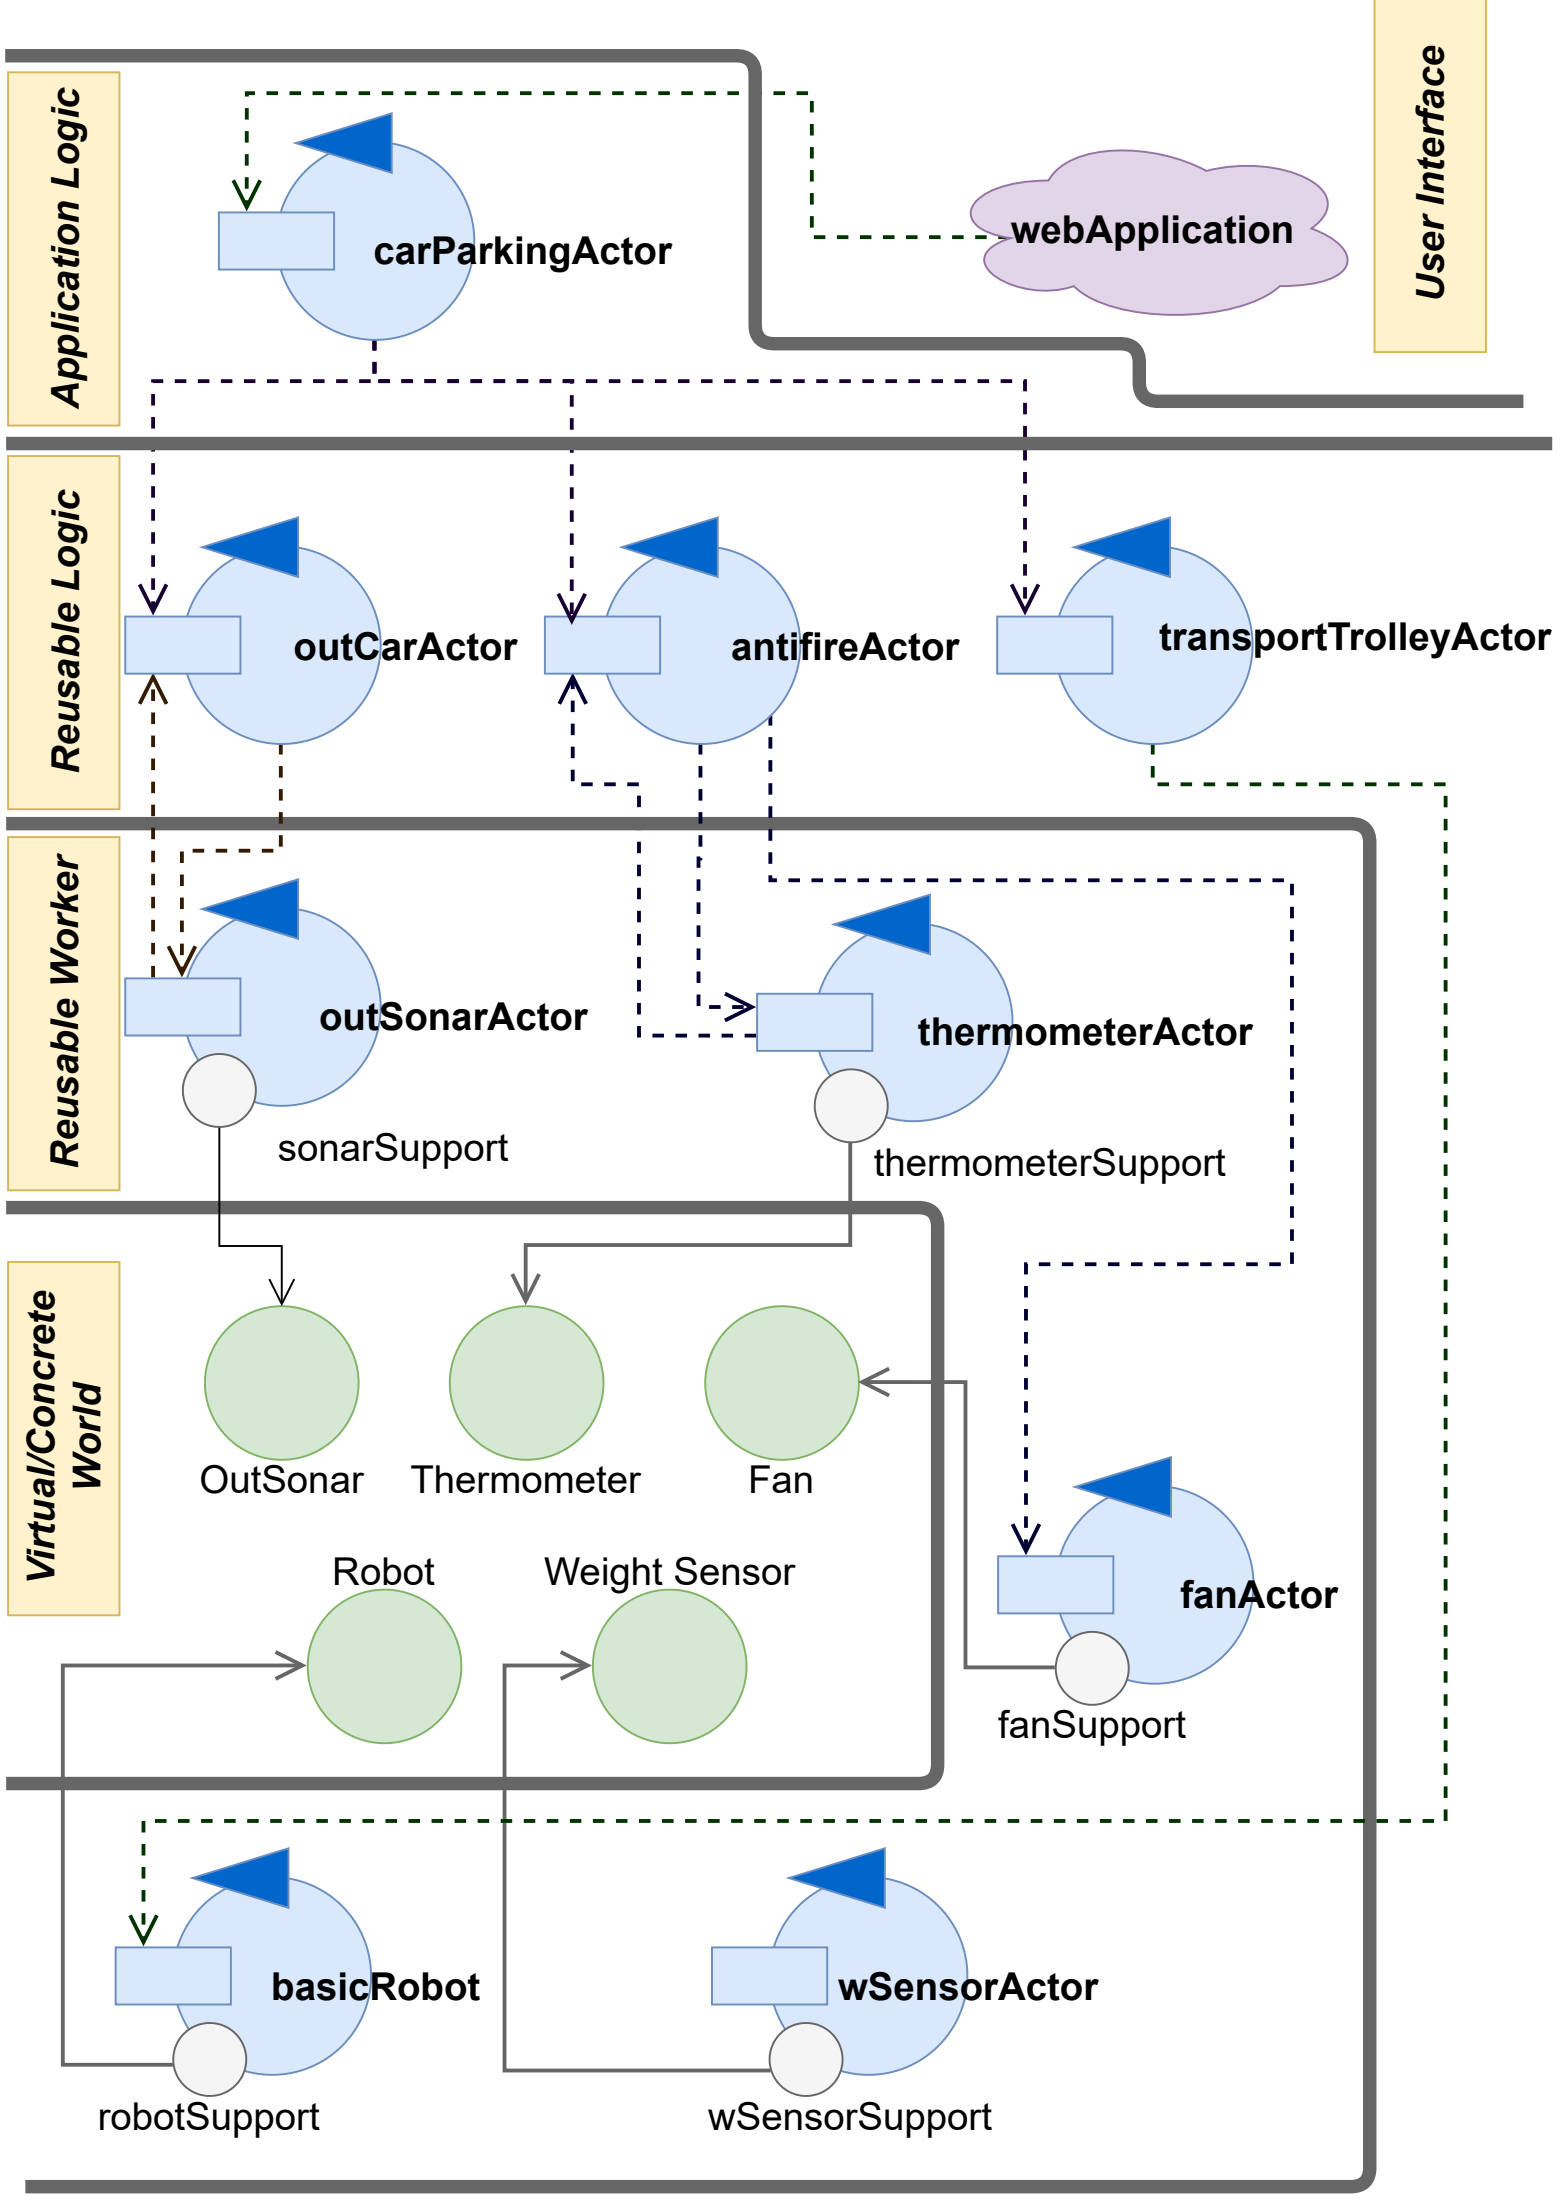 User Interface
Application Logic
webApplication
carParkingActor
Reusable Logic
outCarActor
antifireActor
transportTrolleyActor
Reusable Worker
outSonarActor
thermometerActor
sonarSupport
thermometerSupport
Virtual/Concrete
World
OutSonar
Thermometer
Fan
Robot
Weight Sensor
fanActor
fanSupport
basicRobot
wSensorActor
robotSupport
wSensorSupport